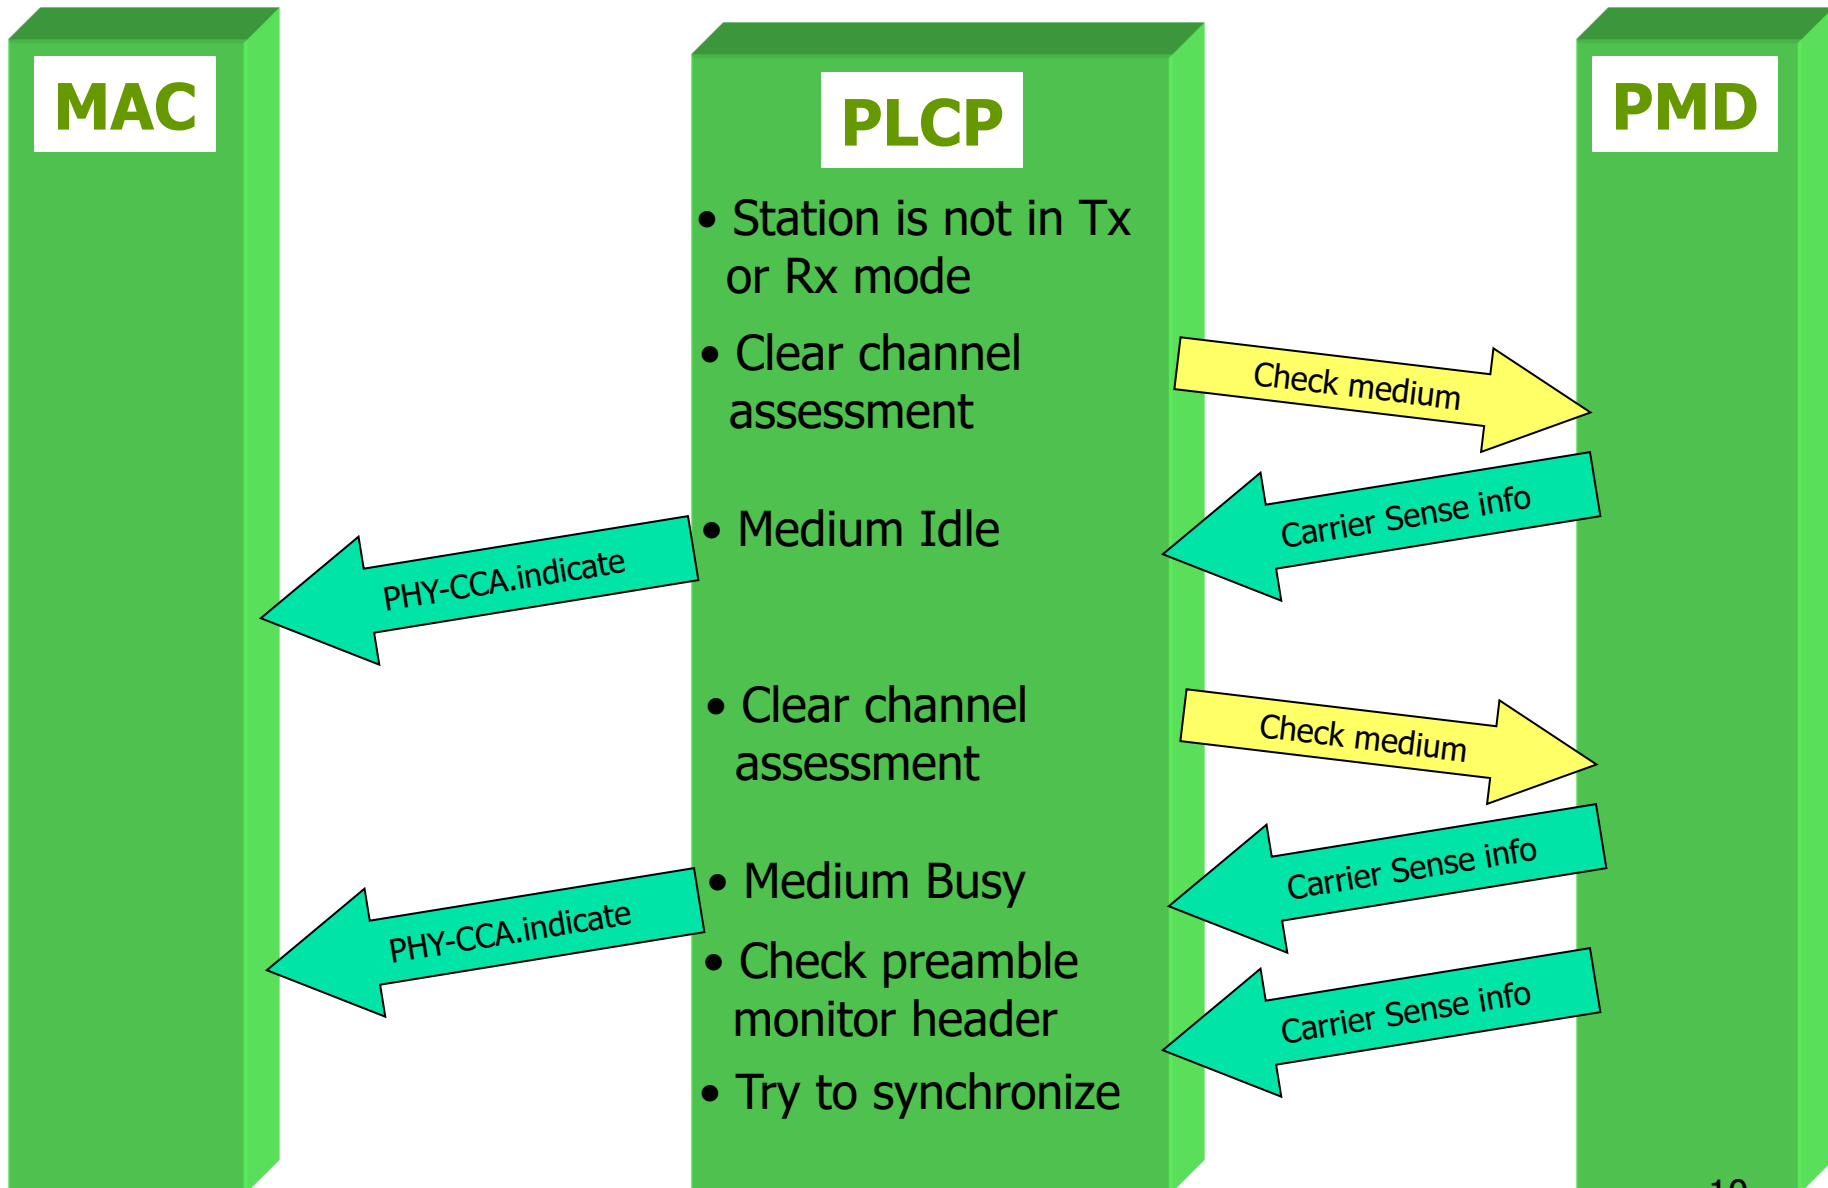 MAC
PLCP
PMD
• Station is not in Tx
or Rx mode
• Clear channel
assessment
Check medium
Carrier Sense info
• Medium Idle
PHY-CCA.indicate
• Clear channel
assessment
Check medium
Carrier Sense info
• Medium Busy
PHY-CCA.indicate
• Check preamble
monitor header
Carrier Sense info
• Try to synchronize